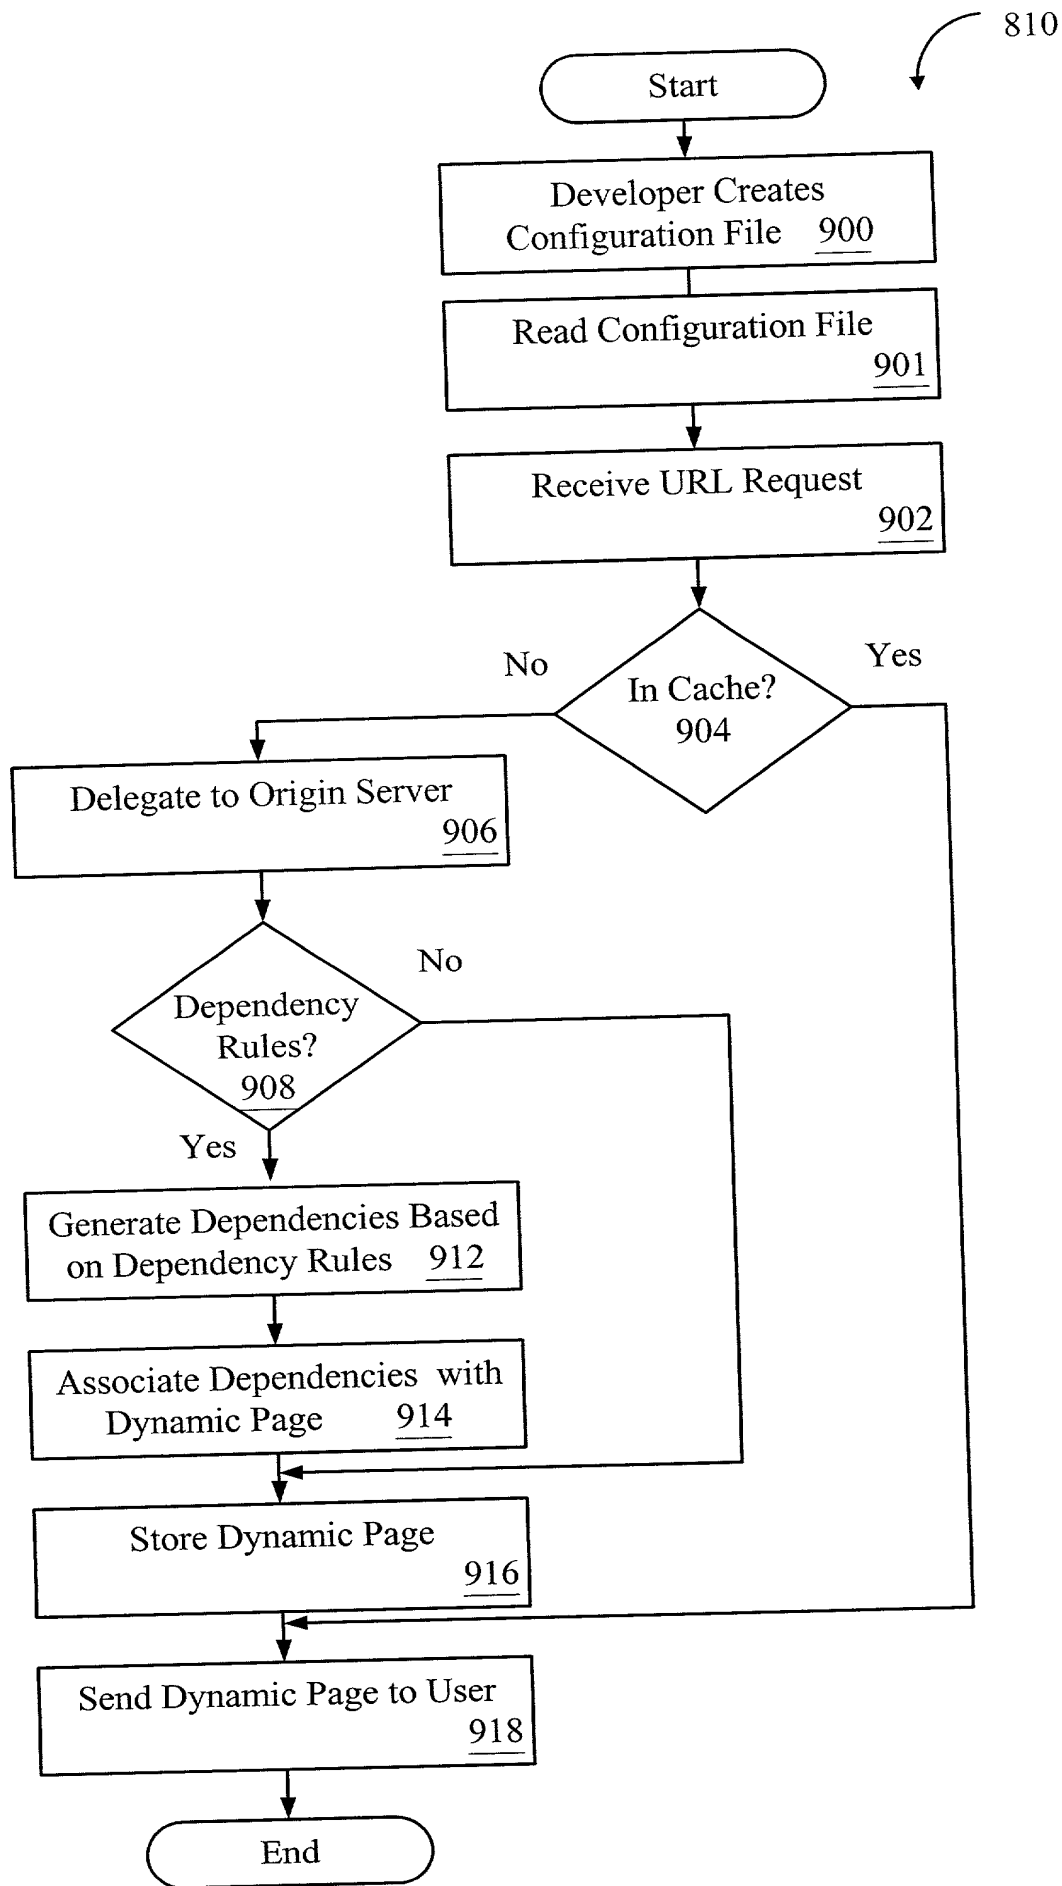 810
Start
Developer Creates
Configuration File 900
Read Configuration File
901
Receive URL Request
902
No
Yes
In Cache?
904
Delegate to Origin Server
906
No
Dependency
Rules?
908
Yes
Generate Dependencies Based
on Dependency Rules 912
Associate Dependencies with
Dynamic Page 914
Store Dynamic Page
916
Send Dynamic Page to User
918
End